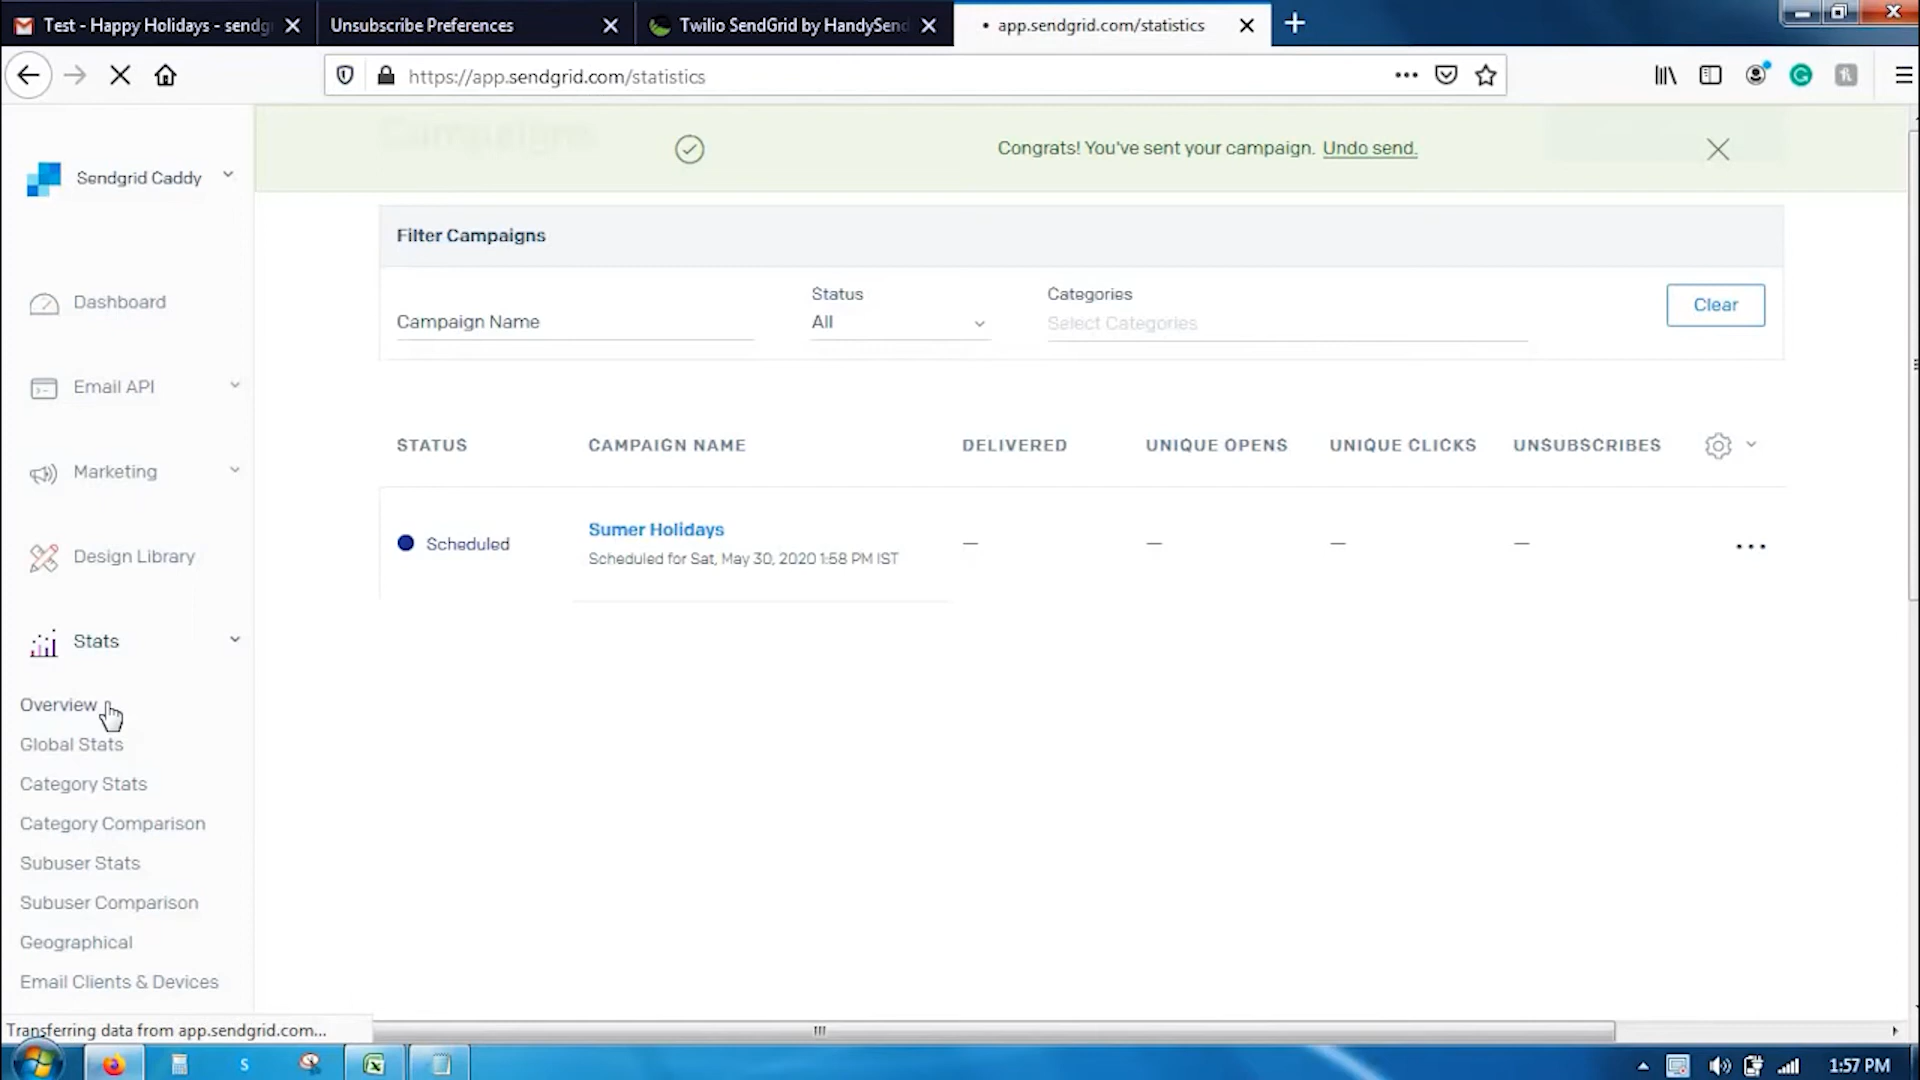 Test - Happy Holidays - sendg
Unsubscribe Preferences
Twilio SendGrid by HandySend
app.sendgrid.com/statistics
https://app.sendgrid.com/statistics
Sendgrid Caddy
Congrats! You've sent your campaign. Undo send.
Campaigns
Filter Campaigns
Campaign Name
Status
All
Categories
Select Categories
Clear
Dashboard
Email API
Marketing
Design Library
Stats
Overview
Global Stats
Category Stats
Category Comparison
Subuser Stats
Subuser Comparison
Geographical
Email Clients & Devices
STATUS
CAMPAIGN NAME
DELIVERED
UNIQUE OPENS
UNIQUE CLICKS
UNSUBSCRIBES
Scheduled
Sumer Holidays
Scheduled for Sat, May 30, 2020 1:58 PM IST
— — — —
Transferring data from app.sendgrid.com...
1:57 PM